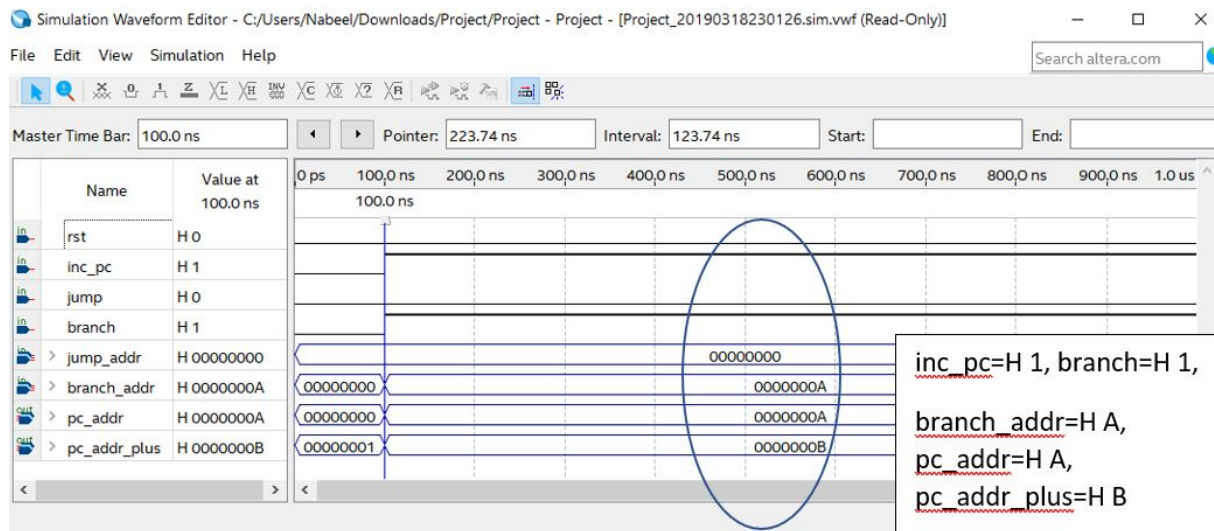 Simulation Waveform Editor - C:/Users/Nabeel/Downloads/Project/Project - Project - [Project_20190318230126.sim.vwf (Read-Only)]
File Edit View Simulation Help
Search altera.com
Master Time Bar: 100.0 ns Pointer: 223.74 ns Interval: 123.74 ns Start: End:
Name Value at 100.0 ns
0 ps 100.0 ns 200.0 ns 300.0 ns 400.0 ns 500.0 ns 600.0 ns 700.0 ns 800.0 ns 900.0 ns 1.0 us
100.0 ns
rst H 0
inc_pc H 1
jump H 0
branch H 1
jump_addr H 00000000 00000000
branch_addr H 0000000A 00000000 0000000A
pc_addr H 0000000A 00000000 0000000A
pc_addr_plus H 0000000B 00000001 0000000B
inc_pc=H 1, branch=H 1,
branch_addr=H A,
pc_addr=H A,
pc_addr_plus=H B